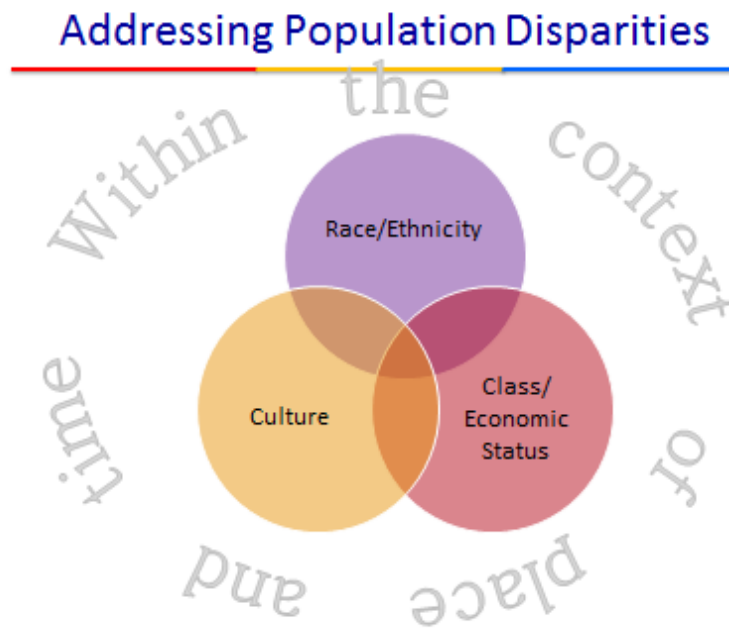 Addressing Population Disparities
Within the context of place and time
Race/Ethnicity
Culture
Class/
Economic
Status